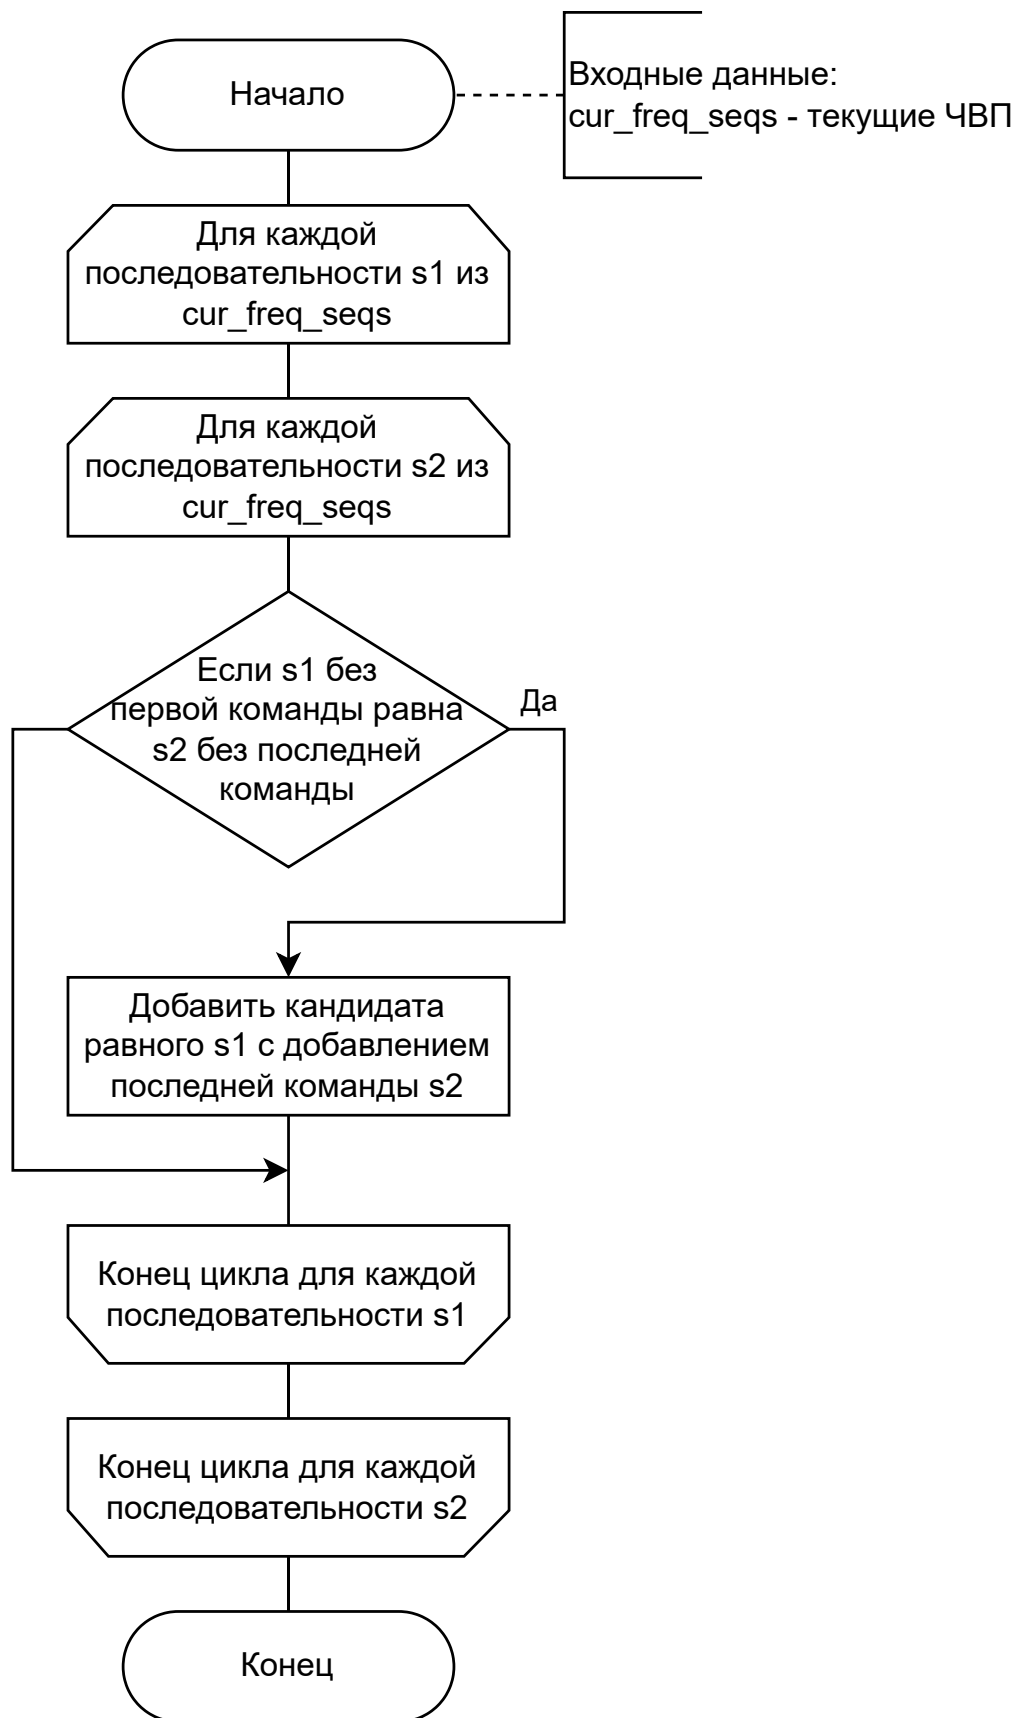 Начало
Входные данные:
cur_freq_seqs - текущие ЧВП
Для каждой
последовательности s1 из
cur_freq_seqs
Для каждой
последовательности s2 из
cur_freq_seqs
Если s1 без
первой команды равна
s2 без последней
команды
Да
Добавить кандидата
равного s1 с добавлением
последней команды s2
Конец цикла для каждой
последовательности s1
Конец цикла для каждой
последовательности s2
Конец